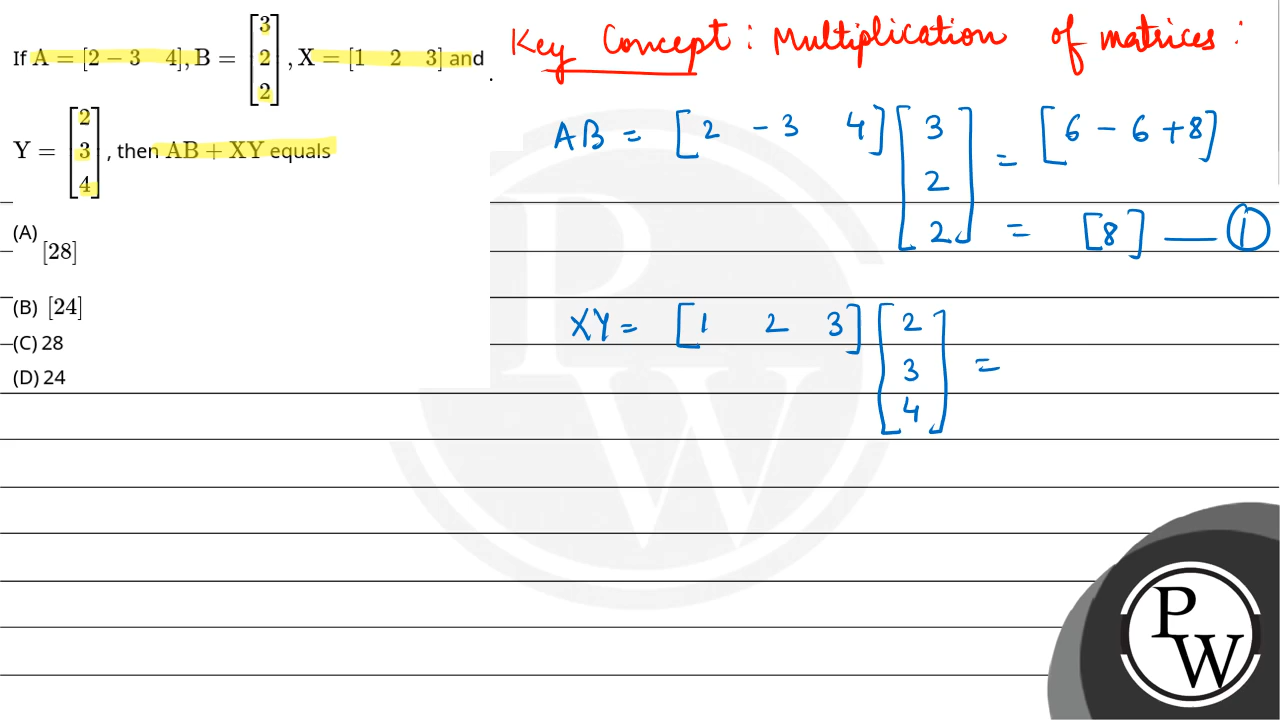 If A = [2 − 3 4], B = [3 2 2], X = [1 2 3] and
Y = [2 3 4], then AB + XY equals
(A) [28]
(B) [24]
(C) 28
(D) 24
Key Concept : Multiplication of matrices :
AB = [2 -3 4] [3 2 2] = [6 - 6 + 8]
= [8] — ①
XY = [1 2 3] [2 3 4] =
PW
PW